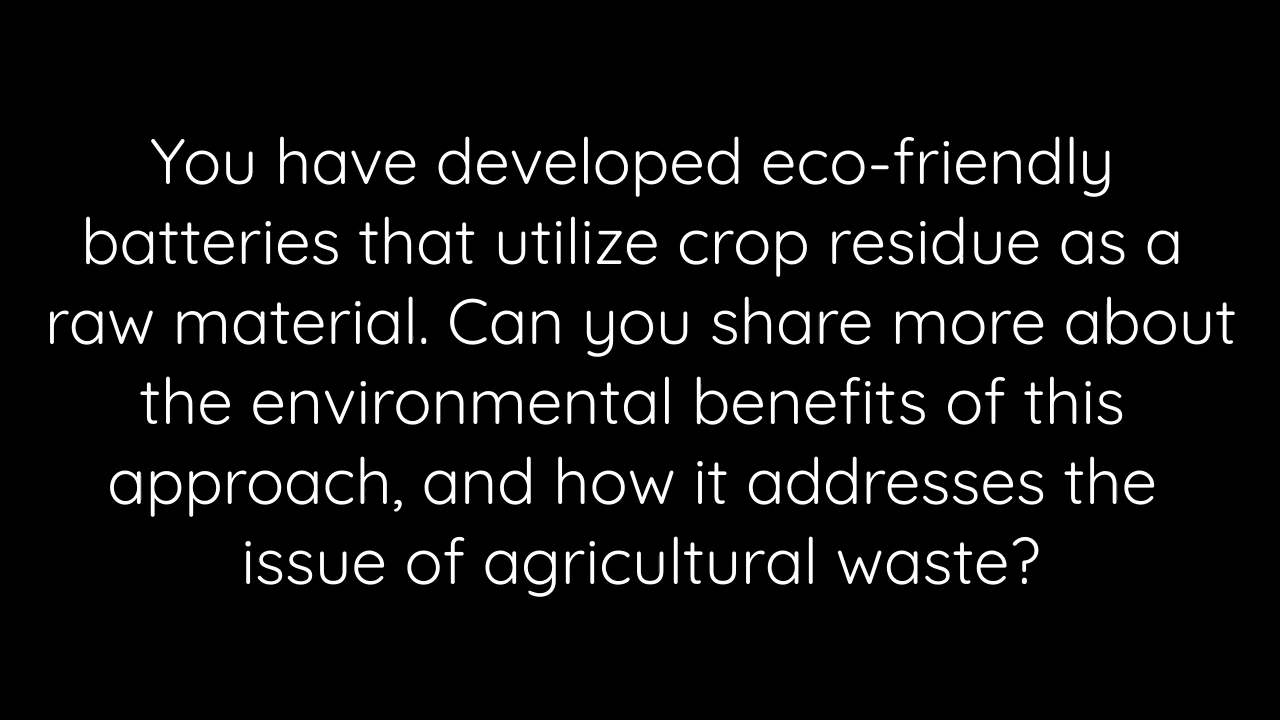 You have developed eco-friendly
batteries that utilize crop residue as a
raw material. Can you share more about
the environmental benefits of this
approach, and how it addresses the
issue of agricultural waste?